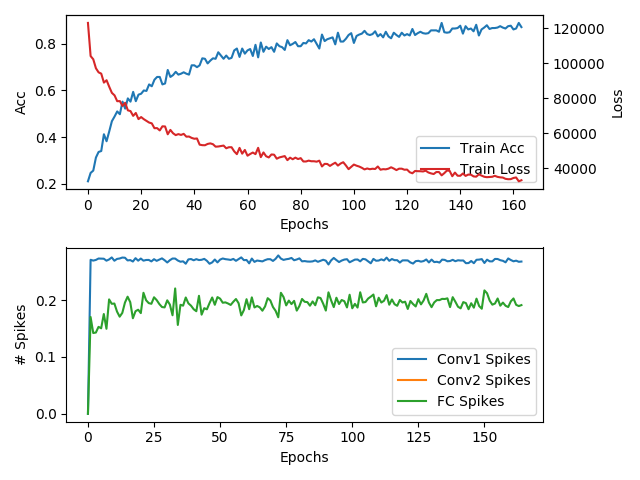 0.8
0.6
0.4
0.2
Acc
120000
100000
80000
60000
40000
Loss
Train Acc
Train Loss
0 20 40 60 80 100 120 140 160
Epochs
0.2
0.1
0.0
# Spikes
Conv1 Spikes
Conv2 Spikes
FC Spikes
0 25 50 75 100 125 150
Epochs